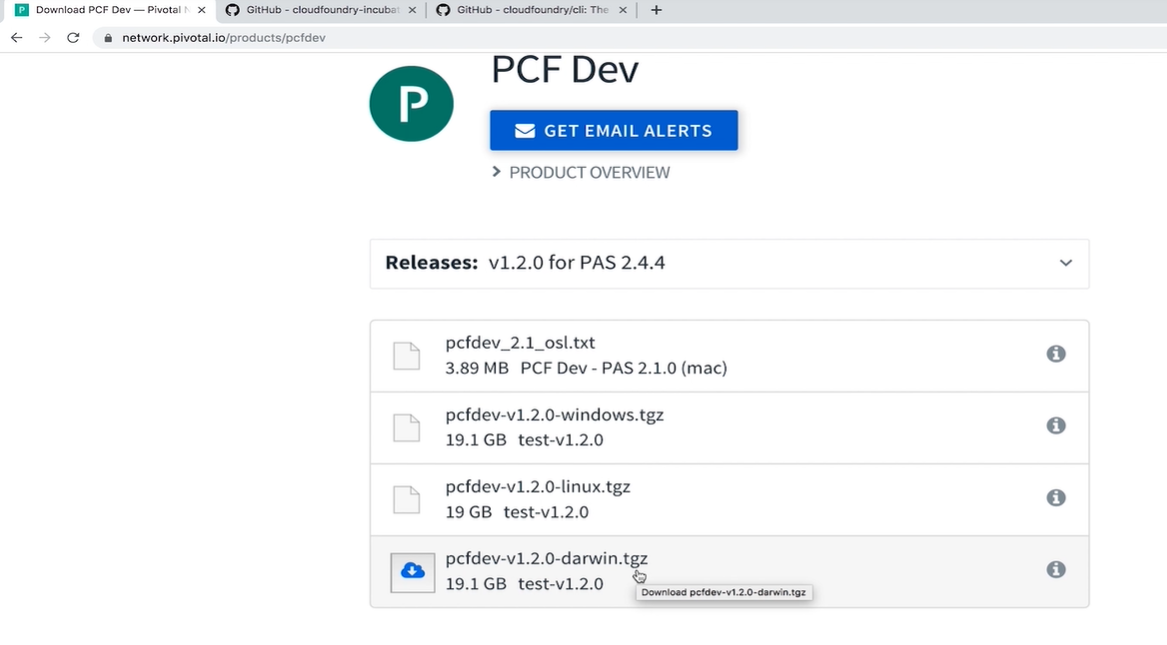 Download PCF Dev — Pivotal N
GitHub - cloudfoundry-incubat
GitHub - cloudfoundry/cli: The
network.pivotal.io/products/pcfdev
P
PCF Dev
GET EMAIL ALERTS
PRODUCT OVERVIEW
Releases: v1.2.0 for PAS 2.4.4
pcfdev_2.1_osl.txt
3.89 MB PCF Dev - PAS 2.1.0 (mac)
pcfdev-v1.2.0-windows.tgz
19.1 GB test-v1.2.0
pcfdev-v1.2.0-linux.tgz
19 GB test-v1.2.0
pcfdev-v1.2.0-darwin.tgz
19.1 GB test-v1.2.0
Download pcfdev-v1.2.0-darwin.tgz